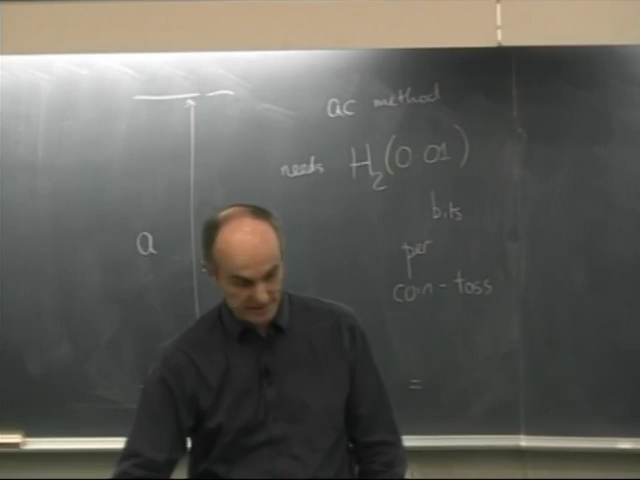 ac method
needs H₂(0.01)
bits
a
per
coin-toss
=